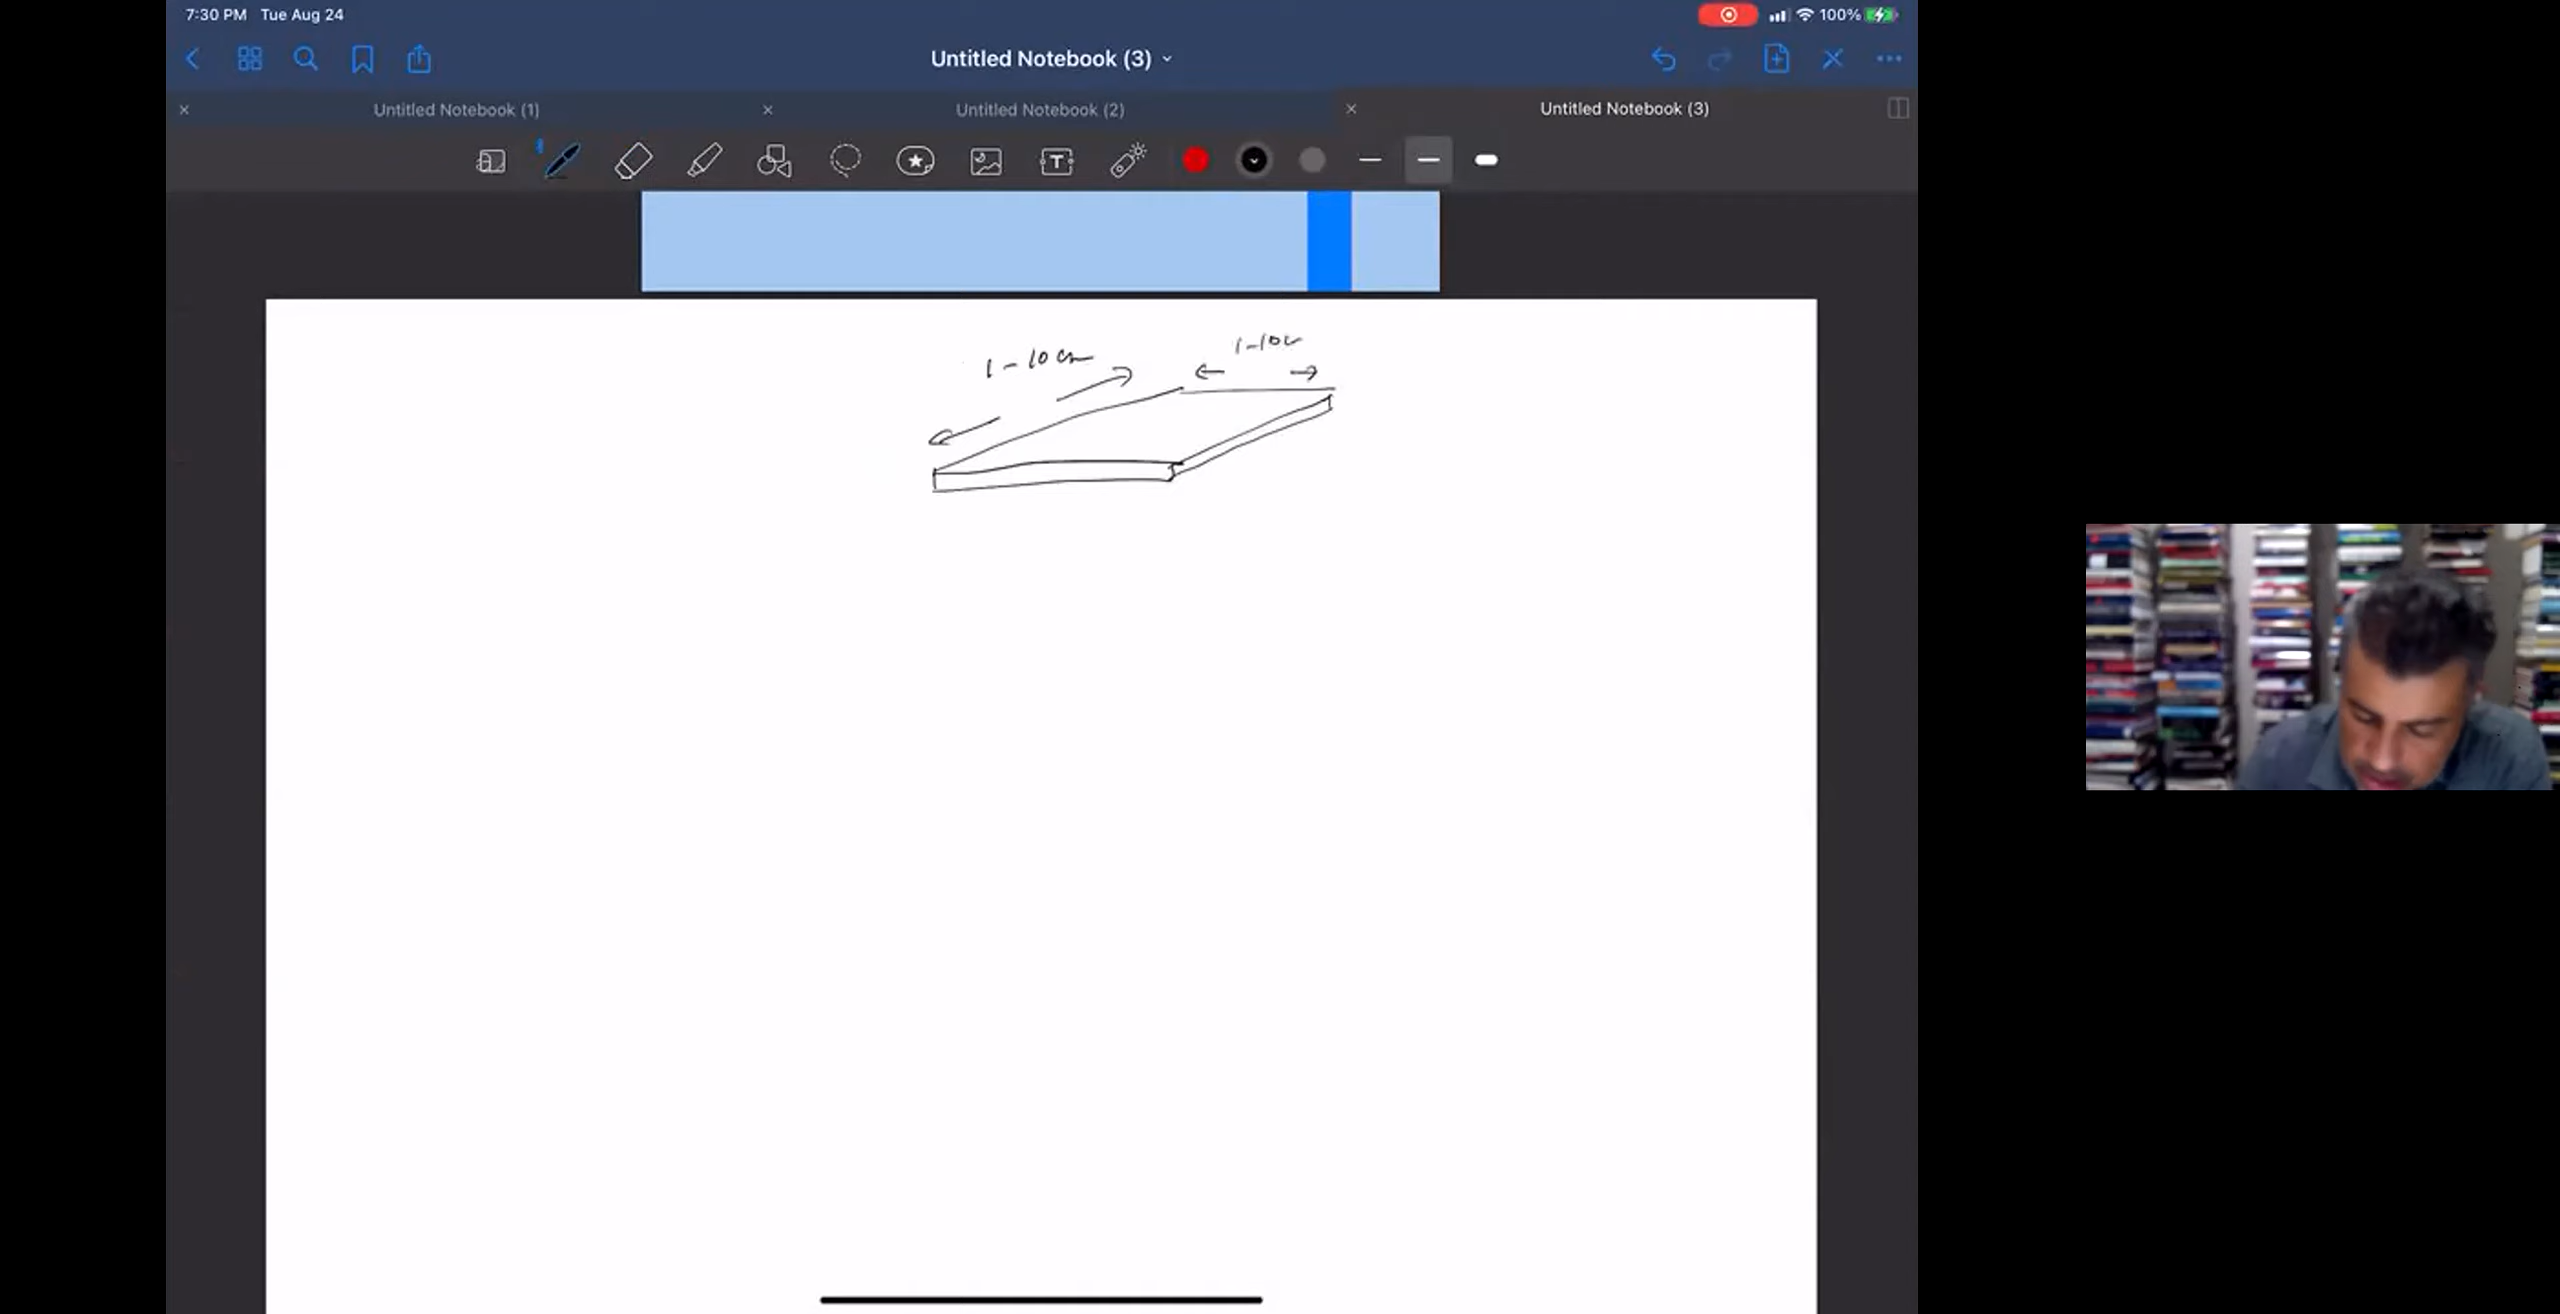 7:30 PM Tue Aug 24
100%
Untitled Notebook (3)
Untitled Notebook (1)
Untitled Notebook (2)
Untitled Notebook (3)
T
1-10c
1-10 cm